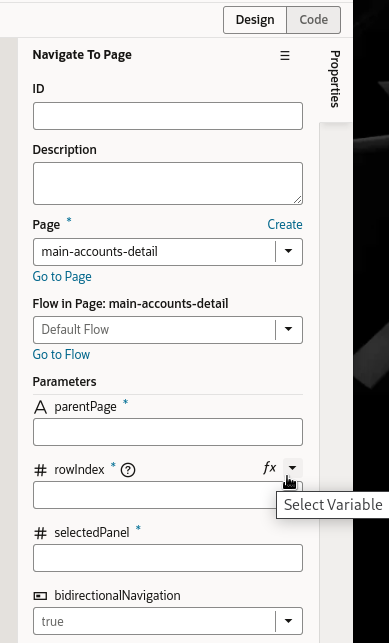 Design Code
Navigate To Page
Properties
ID
Description
Page * Create
main-accounts-detail
Go to Page
Flow in Page: main-accounts-detail
Default Flow
Go to Flow
Parameters
A parentPage *
# rowIndex * ? fx
Select Variable
# selectedPanel *
bidirectionalNavigation
true